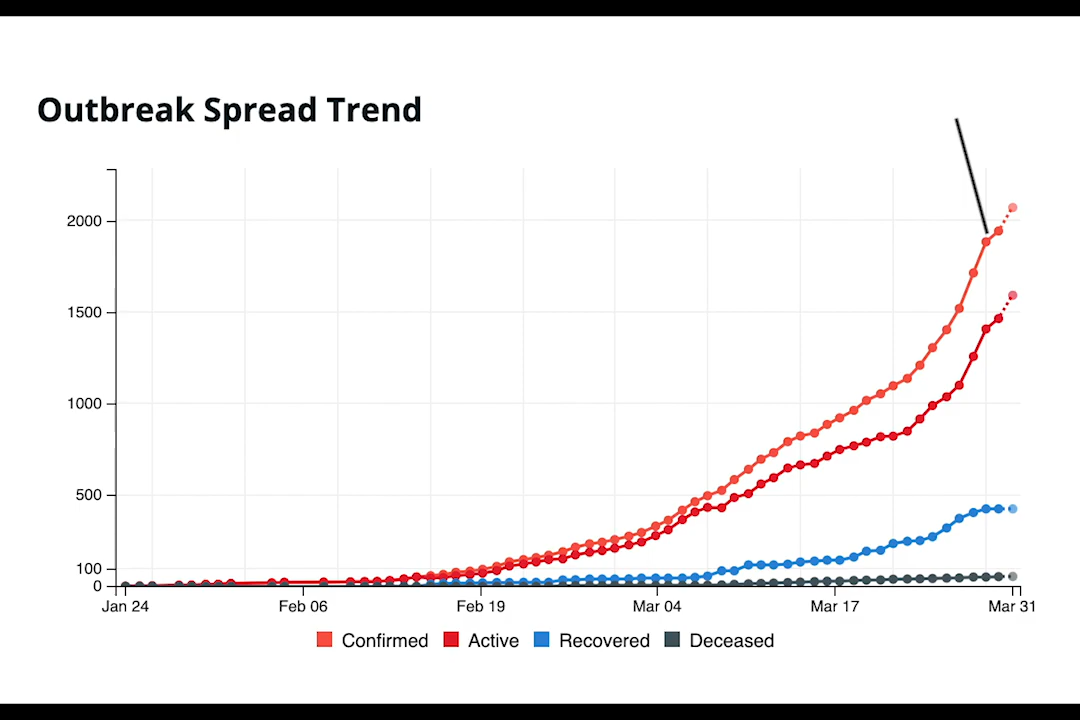 Outbreak Spread Trend
2000
1500
1000
500
100
0
Jan 24 Feb 06 Feb 19 Mar 04 Mar 17 Mar 31
Confirmed Active Recovered Deceased